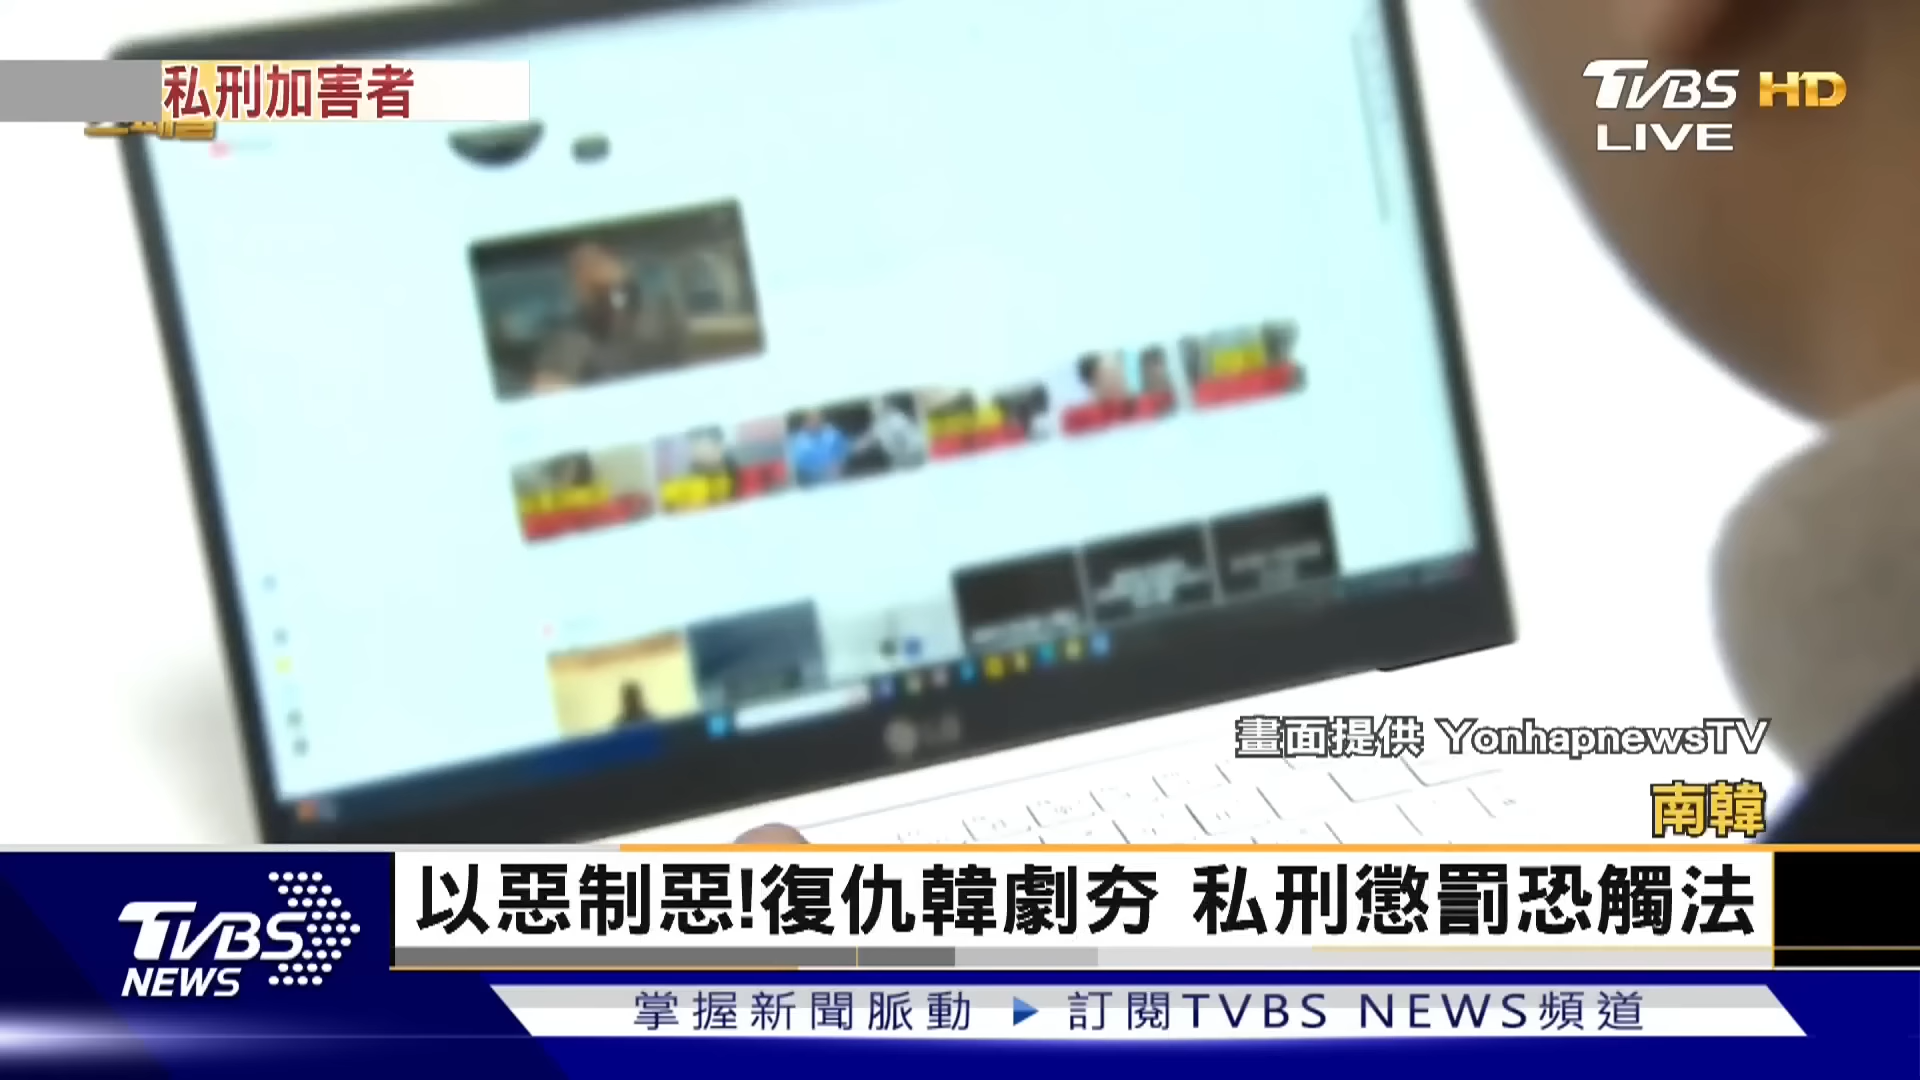 私刑加害者
TVBS HD
LIVE
畫面提供 YonhapnewsTV
南韓
以惡制惡!復仇韓劇夯 私刑懲罰恐觸法
TVBS
NEWS
掌握新聞脈動 ▶ 訂閱TVBS NEWS頻道